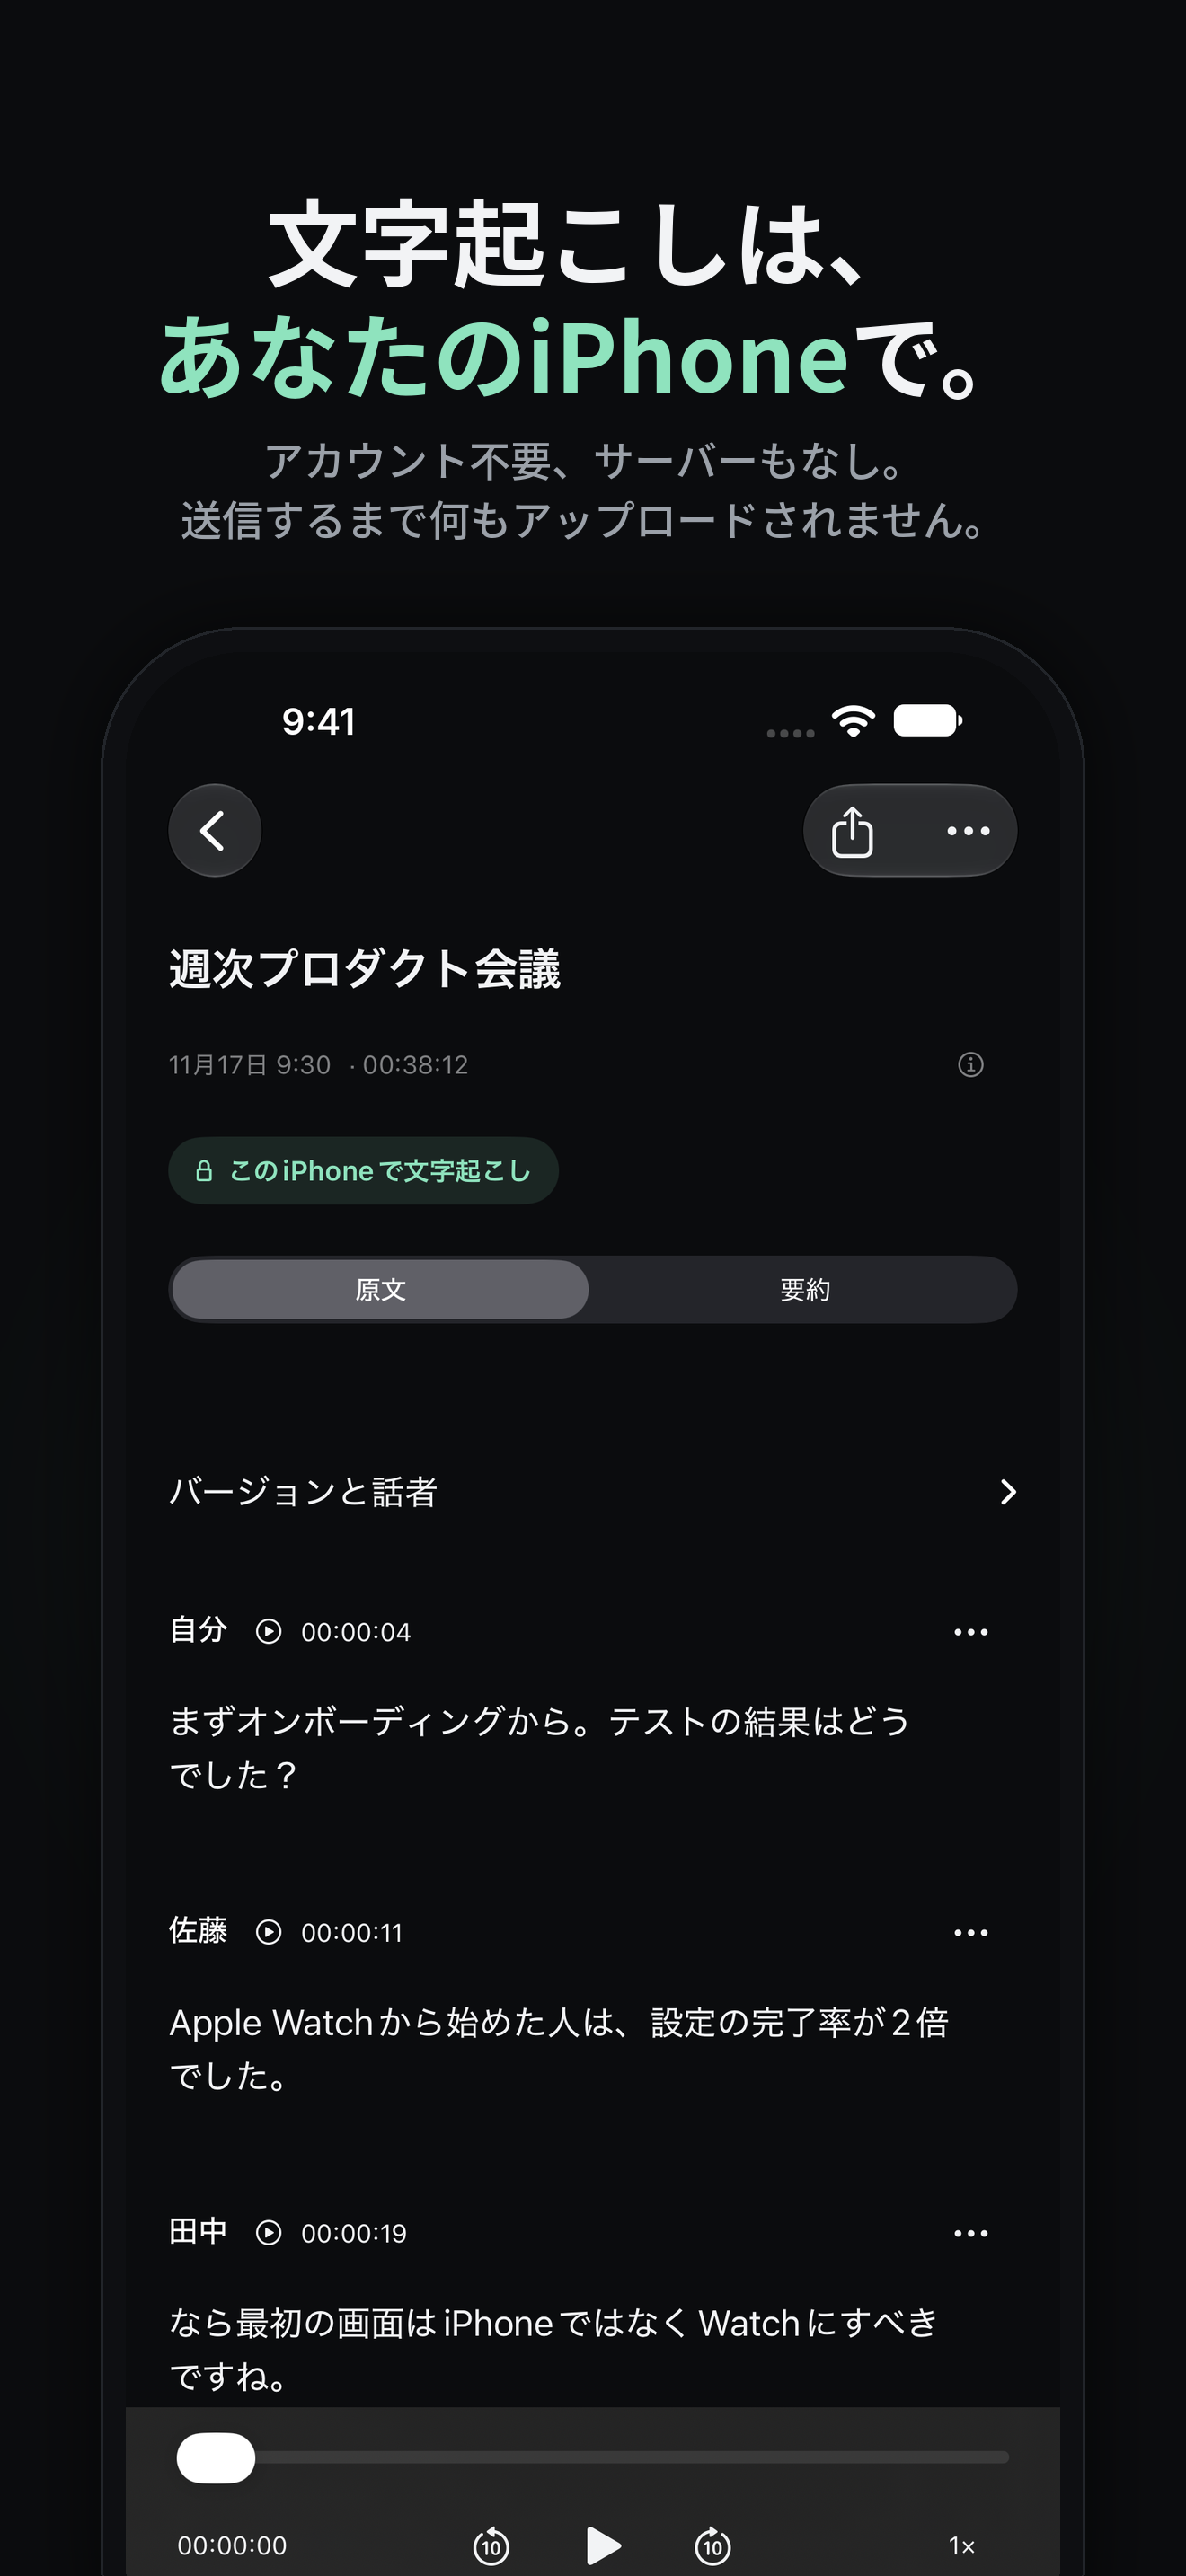 文字起こしは、
あなたのiPhoneで。
アカウント不要、サーバーもなし。
送信するまで何もアップロードされません。
9:41
週次プロダクト会議
11月17日 9:30 · 00:38:12
このiPhoneで文字起こし
原文 要約
バージョンと話者
自分 00:00:04
まずオンボーディングから。テストの結果はどう
でした？
佐藤 00:00:11
Apple Watchから始めた人は、設定の完了率が2倍
でした。
田中 00:00:19
なら最初の画面はiPhoneではなくWatchにすべき
ですね。
00:00:00 10 10 1×